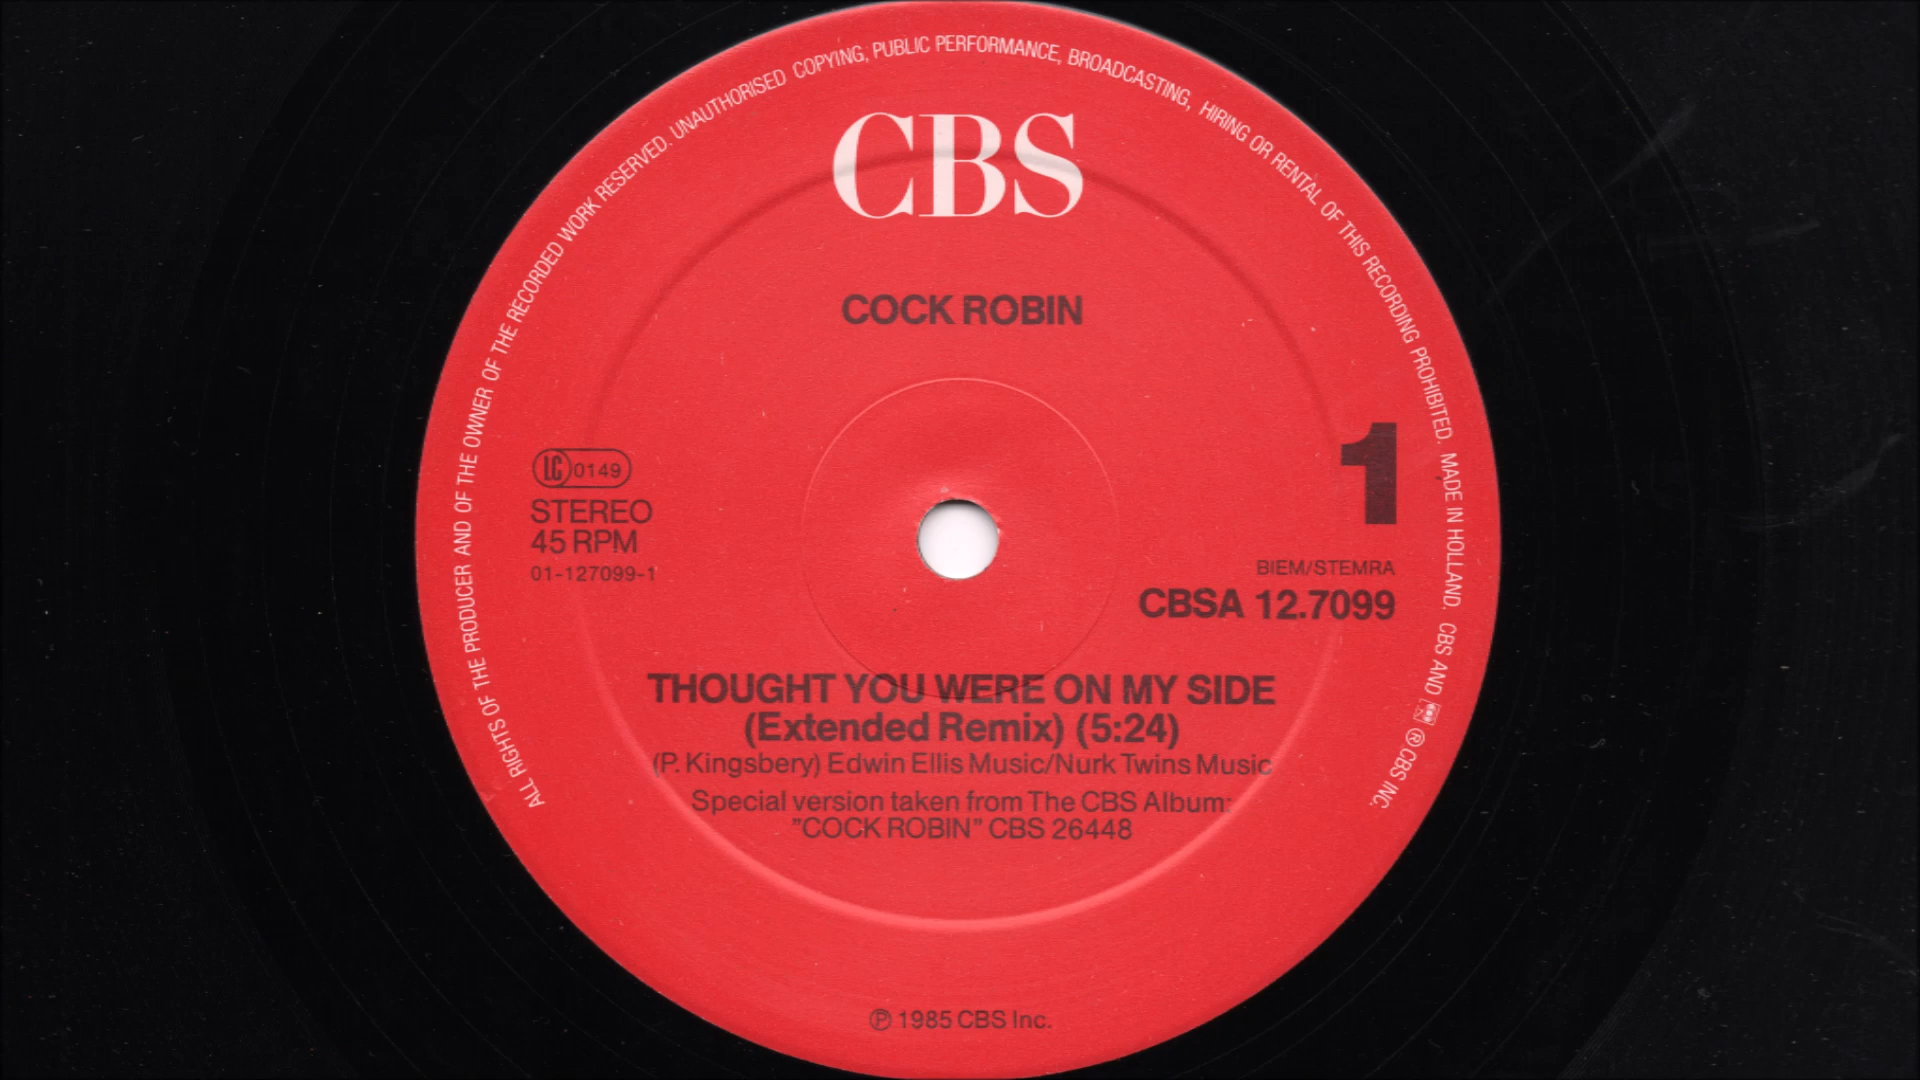 ALL RIGHTS OF THE PRODUCER AND OF THE OWNER OF THE RECORDED WORK RESERVED. UNAUTHORISED COPYING, PUBLIC PERFORMANCE, BROADCASTING, HIRING OR RENTAL OF THIS RECORDING PROHIBITED. MADE IN HOLLAND. CBS AND ® CBS INC.
CBS
COCK ROBIN
1
LC 0149
STEREO
45 RPM
01-127099-1
BIEM/STEMRA
CBSA 12.7099
THOUGHT YOU WERE ON MY SIDE
(Extended Remix) (5:24)
(P. Kingsbery) Edwin Ellis Music/Nurk Twins Music
Special version taken from The CBS Album:
"COCK ROBIN" CBS 26448
℗ 1985 CBS Inc.